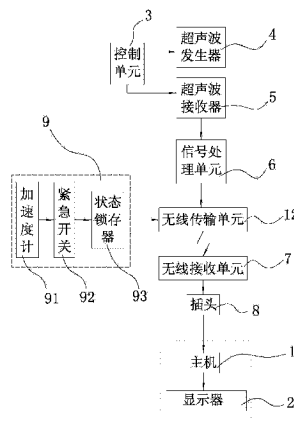 3
控制
单元
超声波
发生器
4
超声波
接收器
5
信号处
理单元
6
9
加速度计
紧急开关
状态
锁存
器
91
92
93
无线传输单元
12
无线接收单元
7
插头
8
主机
1
显示器
2